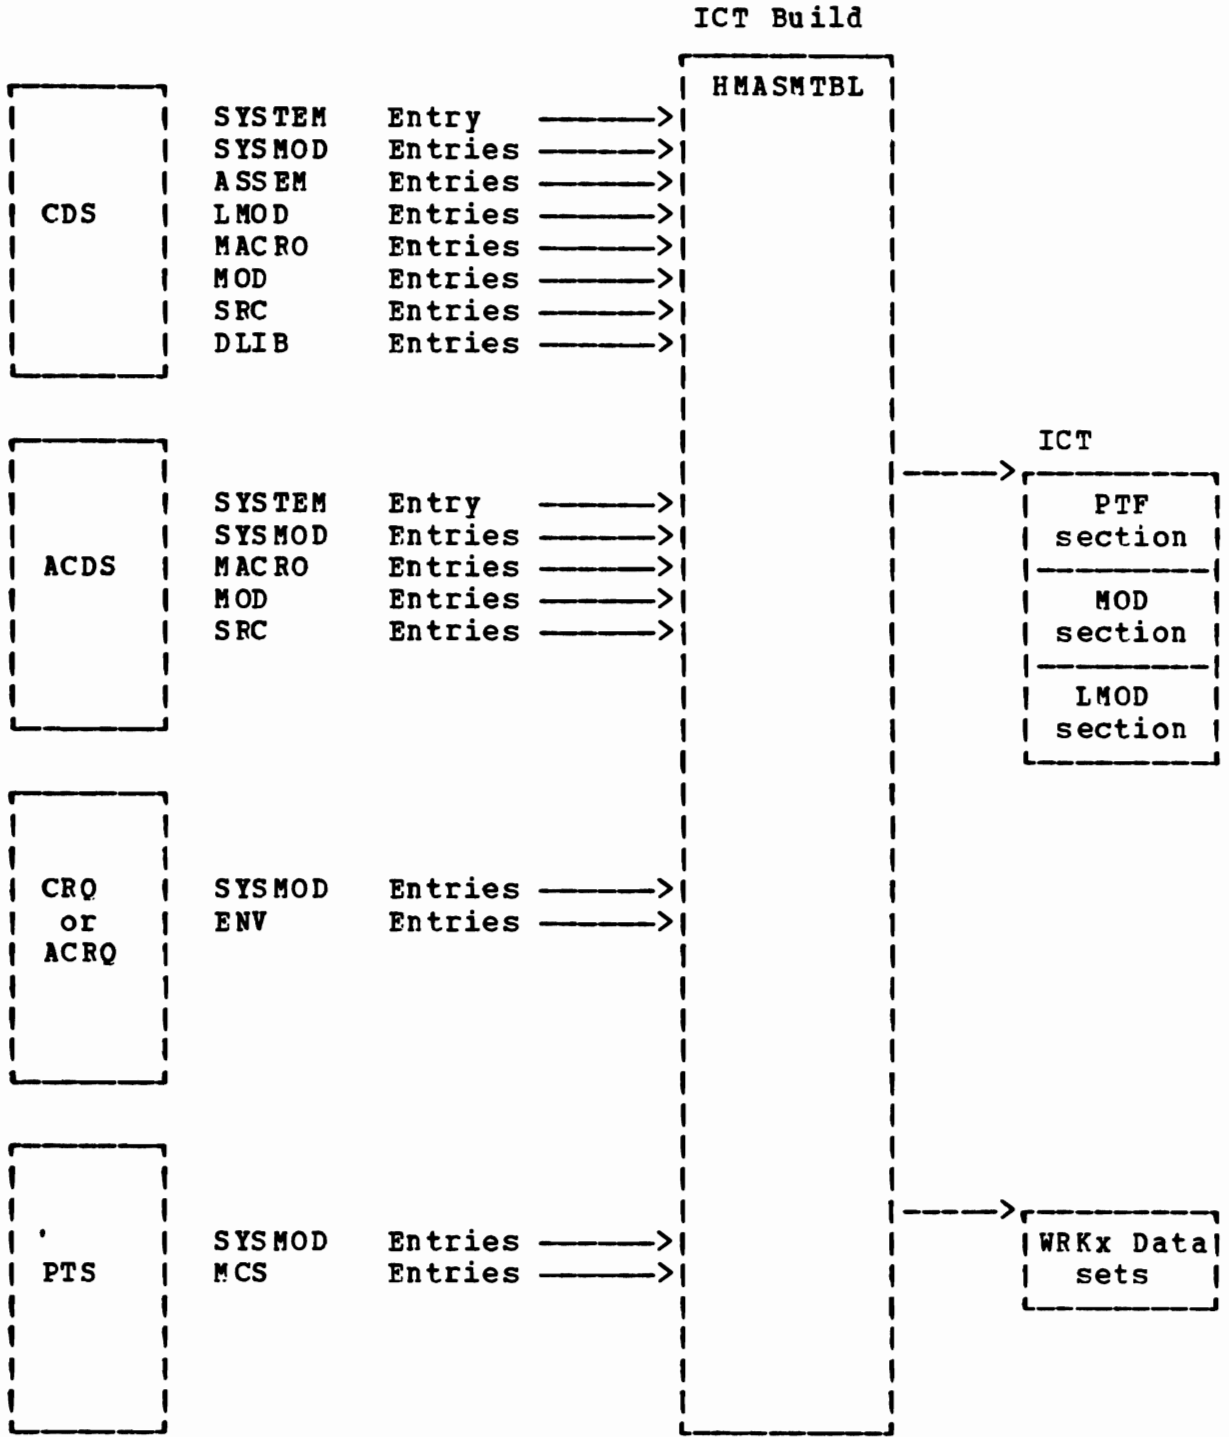 ICT Build
HMASMTBL
CDS
SYSTEM Entry
SYSMOD Entries
ASSEM Entries
LMOD Entries
MACRO Entries
MOD Entries
SRC Entries
DLIB Entries
ACDS
SYSTEM Entry
SYSMOD Entries
MACRO Entries
MOD Entries
SRC Entries
CRQ
or
ACRQ
SYSMOD Entries
ENV Entries
PTS
SYSMOD Entries
MCS Entries
ICT
PTF
section
MOD
section
LMOD
section
WRKx Data
sets